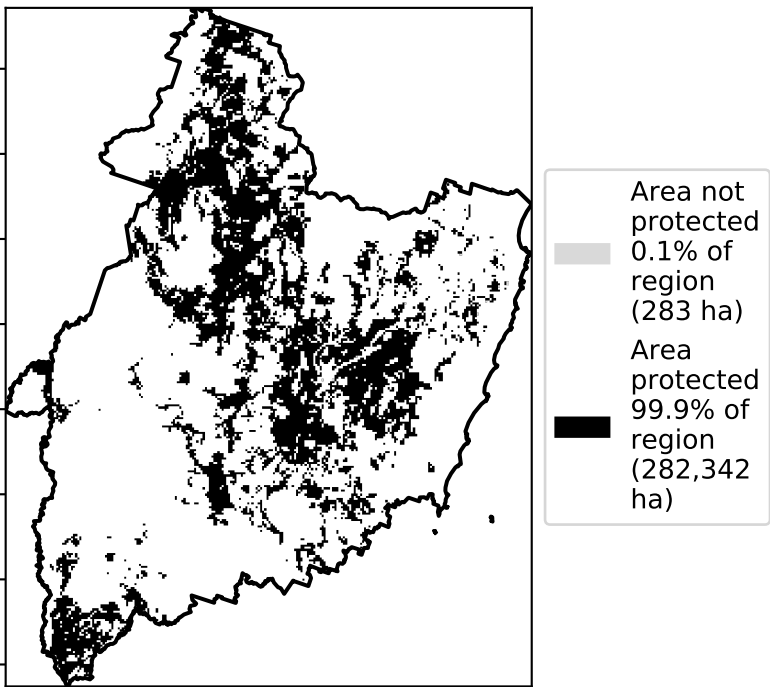 Area not
protected
0.1% of
region
(283 ha)
Area
protected
99.9% of
region
(282,342
ha)